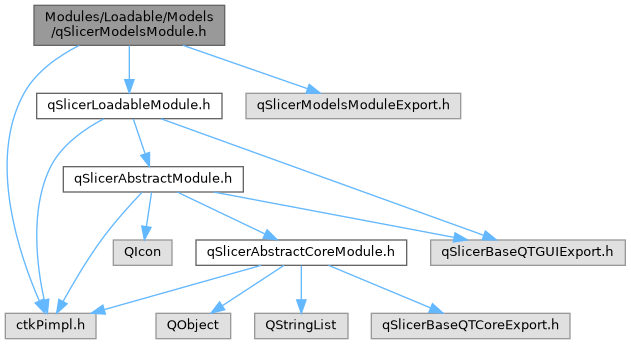 Modules/Loadable/Models
/qSlicerModelsModule.h
qSlicerLoadableModule.h
qSlicerModelsModuleExport.h
qSlicerAbstractModule.h
QIcon
qSlicerAbstractCoreModule.h
qSlicerBaseQTGUIExport.h
ctkPimpl.h
QObject
QStringList
qSlicerBaseQTCoreExport.h